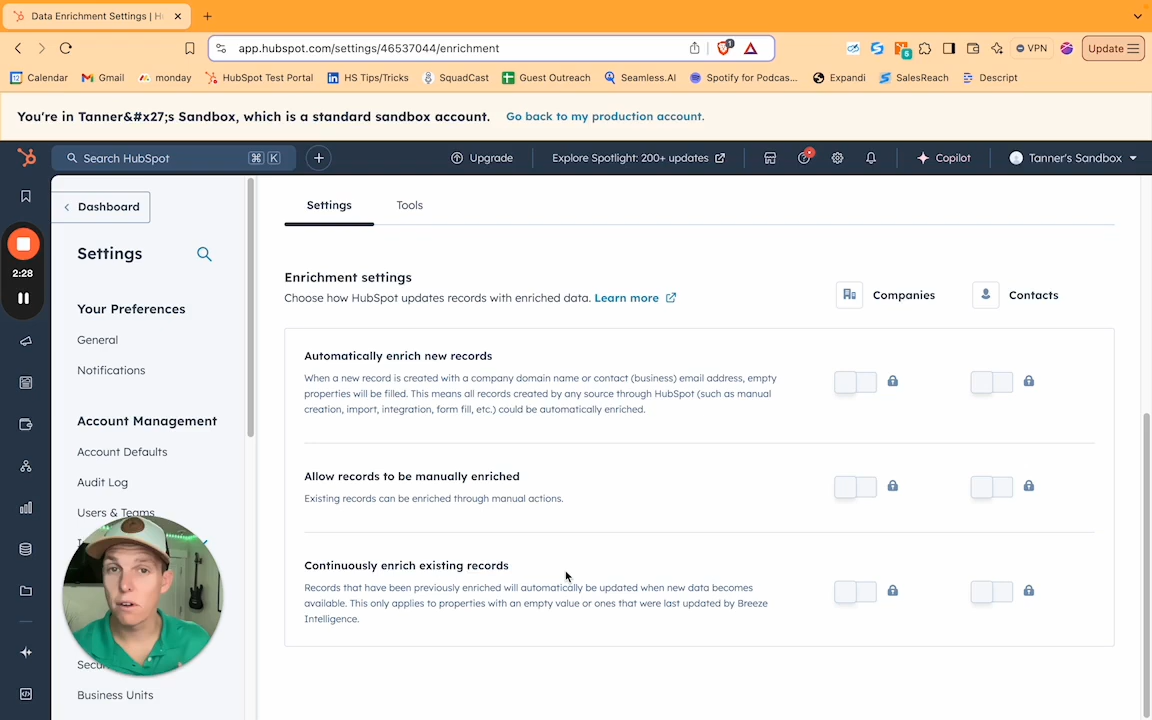 Data Enrichment Settings | H
app.hubspot.com/settings/46537044/enrichment
1
5
VPN
Update
Calendar
Gmail
monday
HubSpot Test Portal
HS Tips/Tricks
SquadCast
Guest Outreach
Seamless.AI
Spotify for Podcas...
Expandi
SalesReach
Descript
You're in Tanner&#x27;s Sandbox, which is a standard sandbox account. Go back to my production account.
Search HubSpot
⌘ K
Upgrade
Explore Spotlight: 200+ updates
Copilot
Tanner's Sandbox
Dashboard
Settings
2:28
Your Preferences
General
Notifications
Account Management
Account Defaults
Audit Log
Users & Teams
Business Units
Settings
Tools
Enrichment settings
Choose how HubSpot updates records with enriched data. Learn more
Companies
Contacts
Automatically enrich new records
When a new record is created with a company domain name or contact (business) email address, empty
properties will be filled. This means all records created by any source through HubSpot (such as manual
creation, import, integration, form fill, etc.) could be automatically enriched.
Allow records to be manually enriched
Existing records can be enriched through manual actions.
Continuously enrich existing records
Records that have been previously enriched will automatically be updated when new data becomes
available. This only applies to properties with an empty value or ones that were last updated by Breeze
Intelligence.